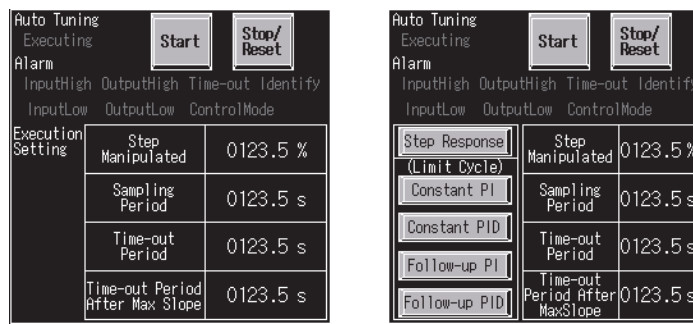 Auto Tuning
Executing
Start
Stop/
Reset
Alarm
InputHigh OutputHigh Time-out Identify
InputLow OutputLow ControlMode
Execution
Setting
Step
Manipulated
0123.5 %
Sampling
Period
0123.5 s
Time-out
Period
0123.5 s
Time-out Period
After Max Slope
0123.5 s
Auto Tuning
Executing
Start
Stop/
Reset
Alarm
InputHigh OutputHigh Time-out Identify
InputLow OutputLow ControlMode
Step Response
(Limit Cycle)
Constant PI
Constant PID
Follow-up PI
Follow-up PID
Step
Manipulated
0123.5 %
Sampling
Period
0123.5 s
Time-out
Period
0123.5 s
Time-out
Period After
MaxSlope
0123.5 s